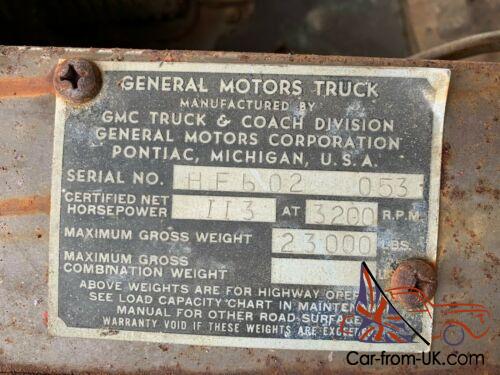 GENERAL MOTORS TRUCK
MANUFACTURED BY
GMC TRUCK & COACH DIVISION
GENERAL MOTORS CORPORATION
PONTIAC, MICHIGAN, U.S.A.
SERIAL NO. HF602 053
CERTIFIED NET HORSEPOWER 113 AT 3200 R.P.M.
MAXIMUM GROSS WEIGHT 23000 LBS.
MAXIMUM GROSS
COMBINATION WEIGHT
ABOVE WEIGHTS ARE FOR HIGHWAY
SEE LOAD CAPACITY CHART IN
MANUAL FOR OTHER ROAD SURFACE
WARRANTY VOID IF THESE WEIGHTS ARE
Car-from-UK.com